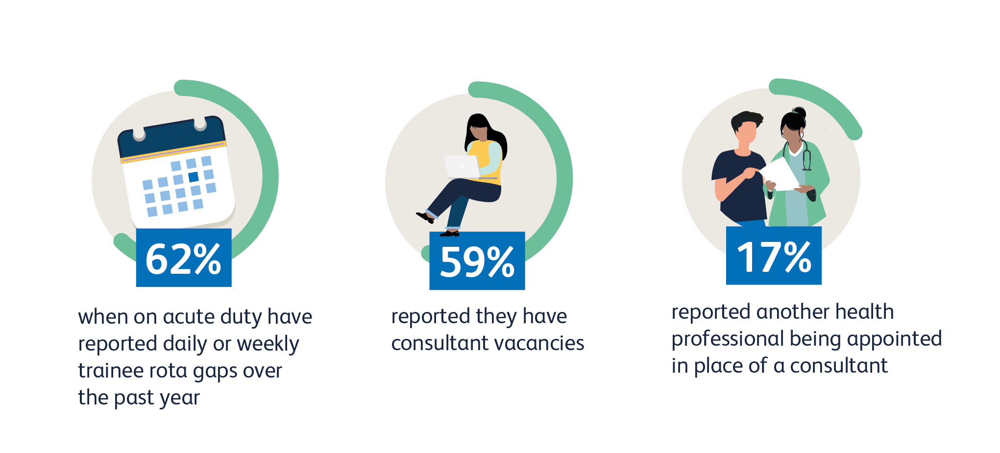 62%
when on acute duty have
reported daily or weekly
trainee rota gaps over
the past year
59%
reported they have
consultant vacancies
17%
reported another health
professional being appointed
in place of a consultant